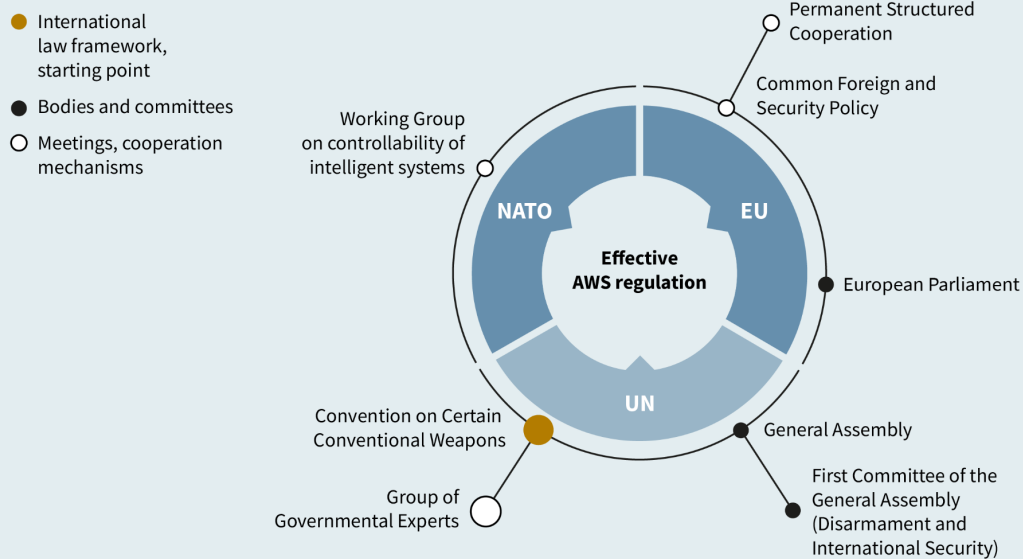 International
law framework,
starting point
Bodies and committees
Meetings, cooperation
mechanisms
Permanent Structured
Cooperation
Common Foreign and
Security Policy
Working Group
on controllability of
intelligent systems
NATO
EU
Effective
AWS regulation
European Parliament
UN
Convention on Certain
Conventional Weapons
General Assembly
Group of
Governmental Experts
First Committee of the
General Assembly
(Disarmament and
International Security)